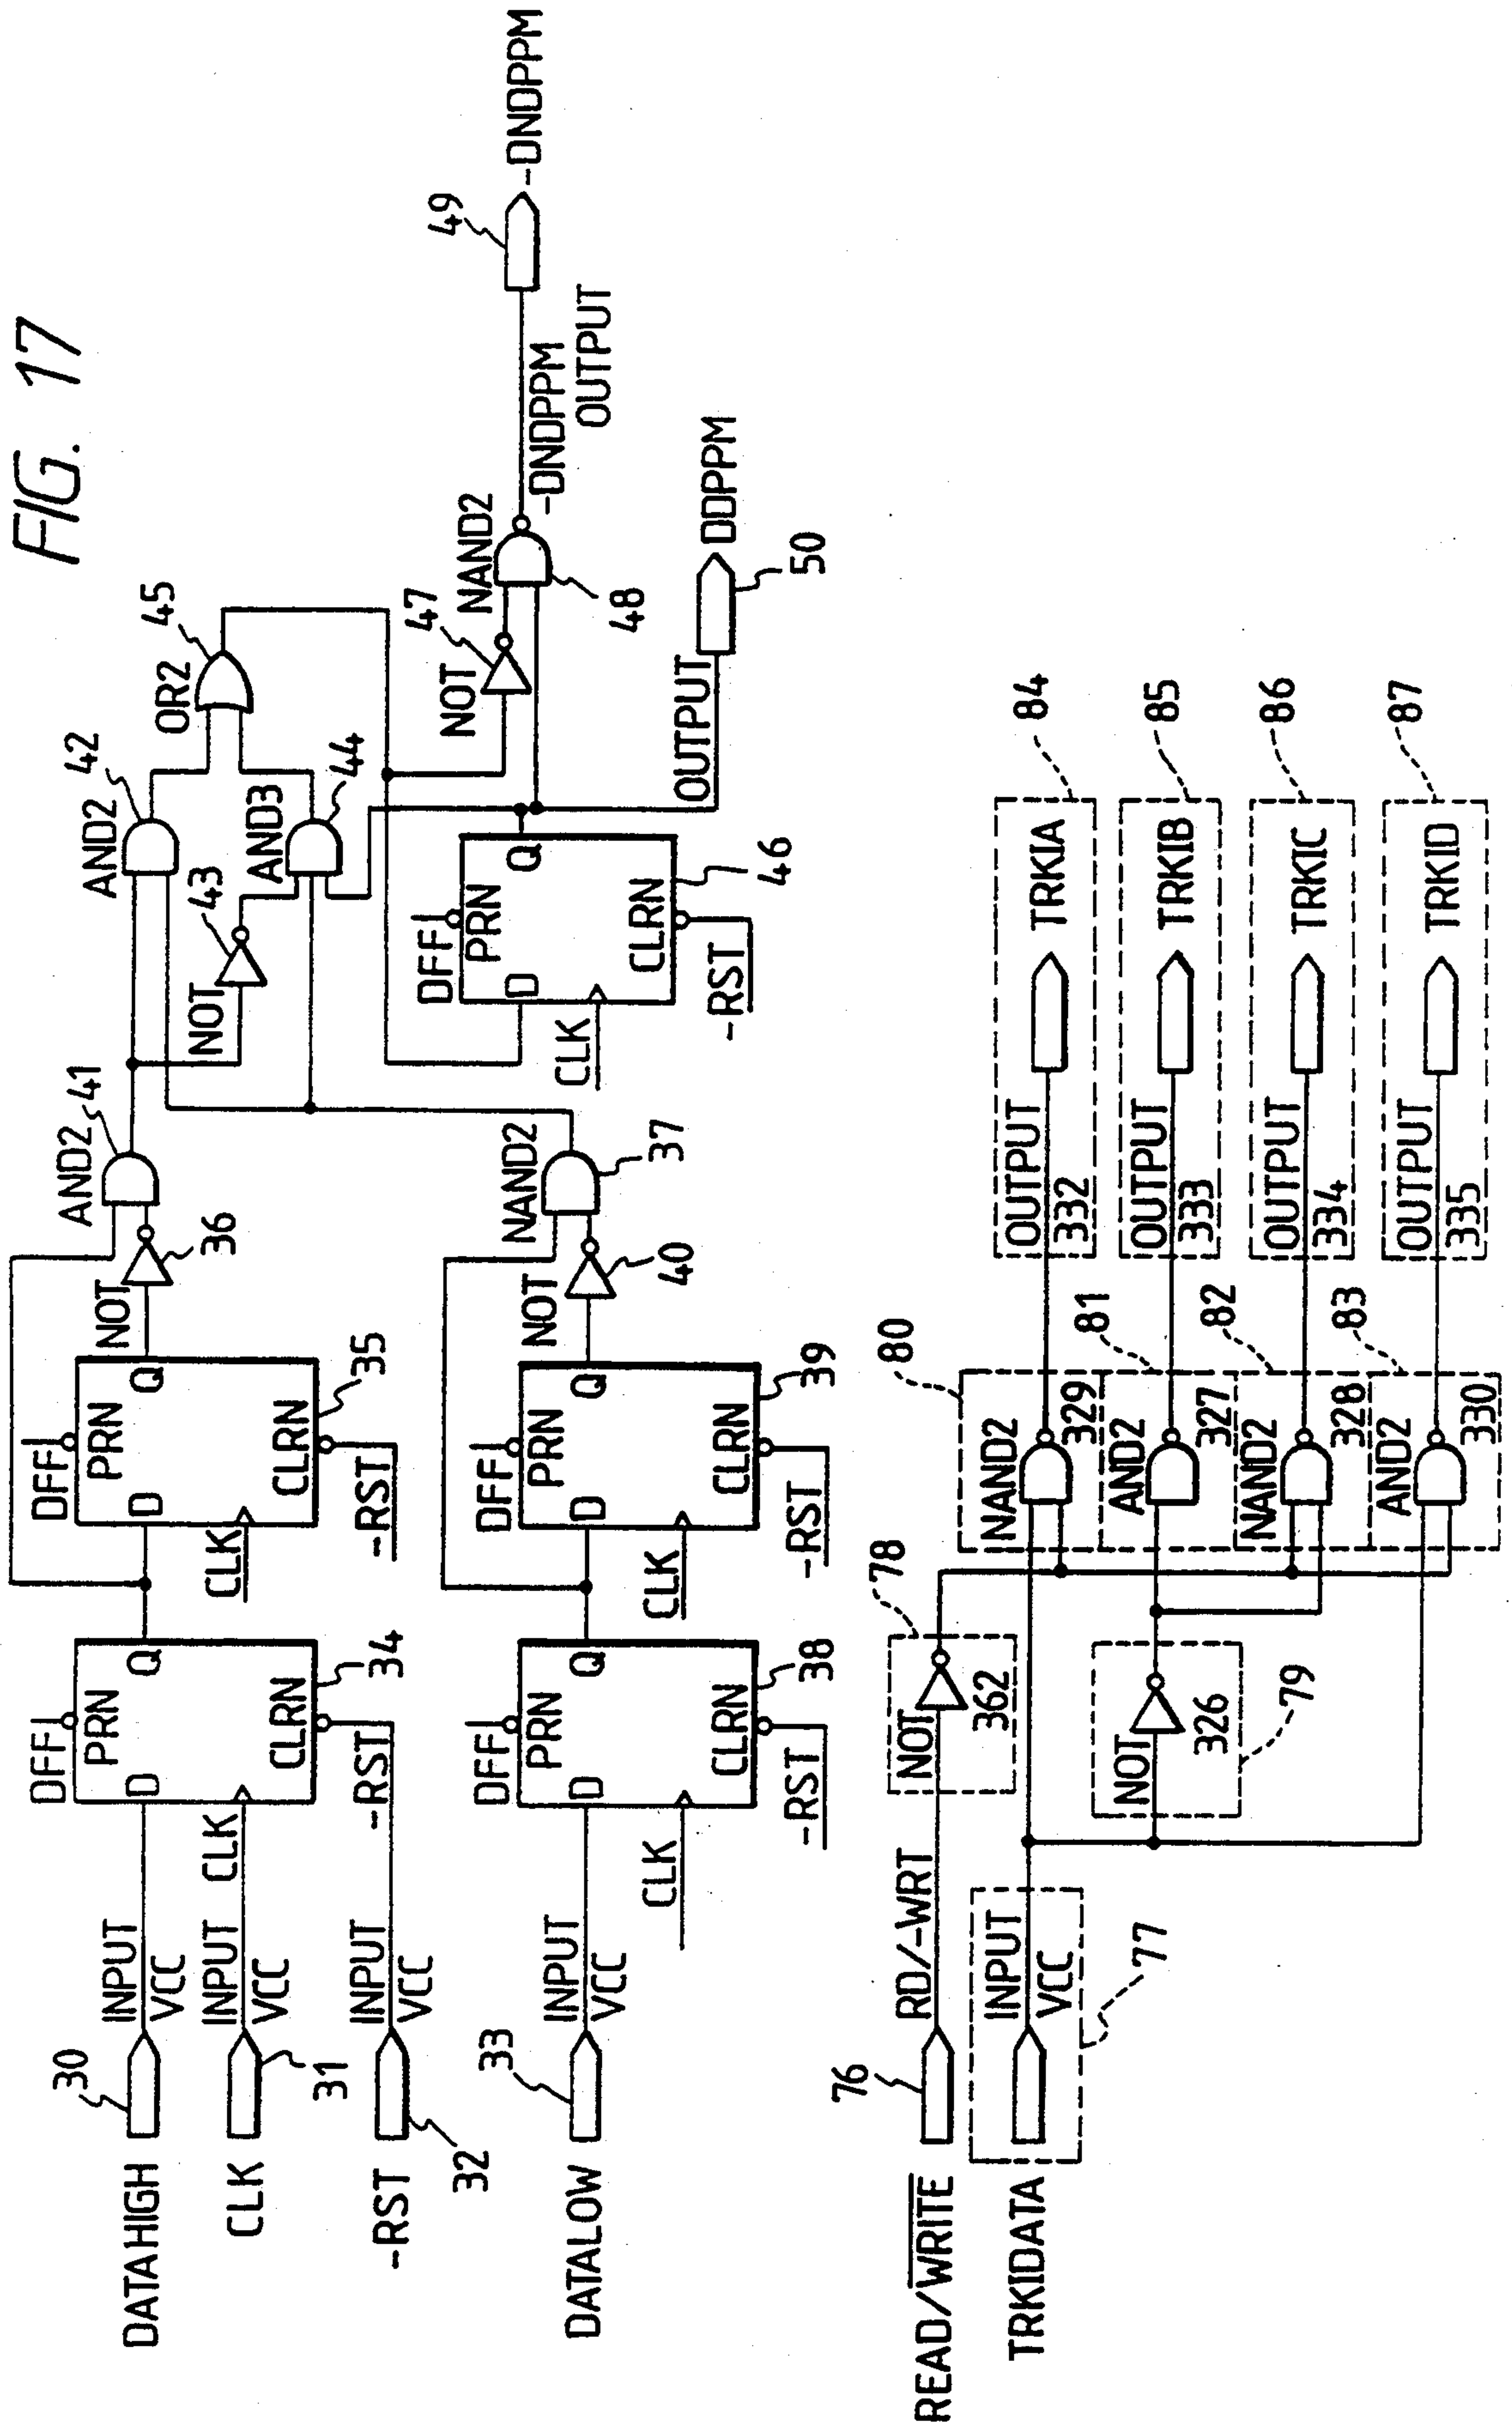 FIG. 17
DATAHIGH
30
INPUT
VCC
DFF
PRN
D
Q
CLRN
34
CLK
31
INPUT
VCC
CLK
-RST
32
INPUT
VCC
-RST
DFF
PRN
D
Q
CLRN
35
CLK
-RST
NOT
36
AND2
41
NOT
43
AND2
42
AND3
44
OR2
45
DATALOW
33
INPUT
VCC
DFF
PRN
D
Q
CLRN
38
CLK
-RST
DFF
PRN
D
Q
CLRN
39
CLK
-RST
NOT
40
NAND2
37
DFF
PRN
D
Q
CLRN
46
CLK
-RST
NOT
47
NAND2
48
-DNDPPM
OUTPUT
49
-DNDPPM
OUTPUT
50
DDPPM
READ/WRITE
76
RD/-WRT
NOT
362
78
TRKIDATA
INPUT
VCC
77
NOT
326
79
80
NAND2
329
81
AND2
327
82
NAND2
328
83
AND2
330
OUTPUT
332
TRKIA
84
OUTPUT
333
TRKIB
85
OUTPUT
334
TRKIC
86
OUTPUT
335
TRKID
87